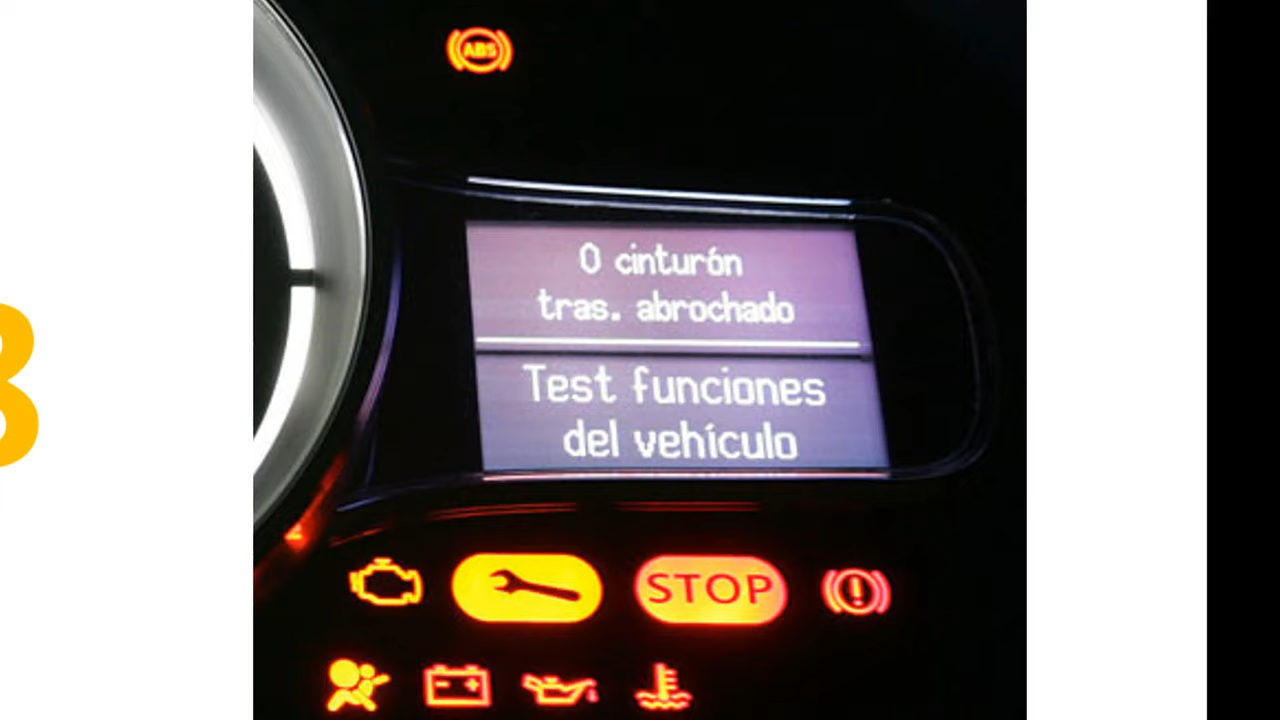 ABS
0 cinturón
tras. abrochado
Test funciones
del vehículo
STOP